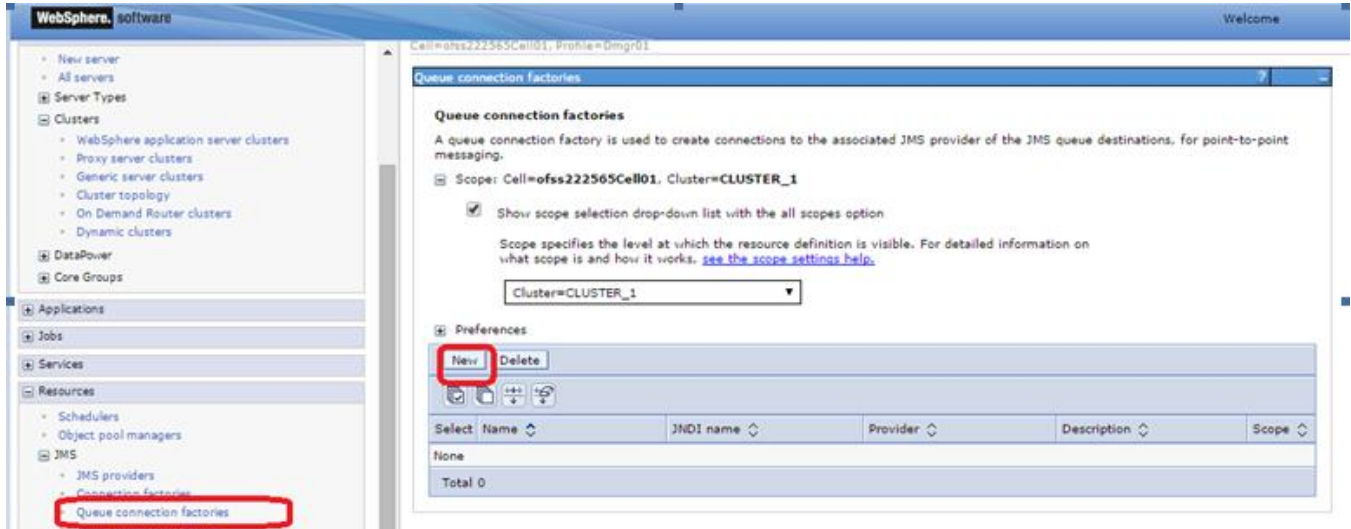 WebSphere. software
Welcome
New server
All servers
Server Types
Clusters
WebSphere application server clusters
Proxy server clusters
Generic server clusters
Cluster topology
On Demand Router clusters
Dynamic clusters
DataPower
Core Groups
Applications
Jobs
Services
Resources
Schedulers
Object pool managers
JMS
JMS providers
Connection factories
Queue connection factories
Cell=ofss222565Cell01, Profile=Dmgr01
Queue connection factories
?
Queue connection factories
A queue connection factory is used to create connections to the associated JMS provider of the JMS queue destinations, for point-to-point
messaging.
Scope: Cell=ofss222565Cell01, Cluster=CLUSTER_1
Show scope selection drop-down list with the all scopes option
Scope specifies the level at which the resource definition is visible. For detailed information on
what scope is and how it works, see the scope settings help.
Cluster=CLUSTER_1
Preferences
New Delete
Select Name JNDI name Provider Description Scope
None
Total 0